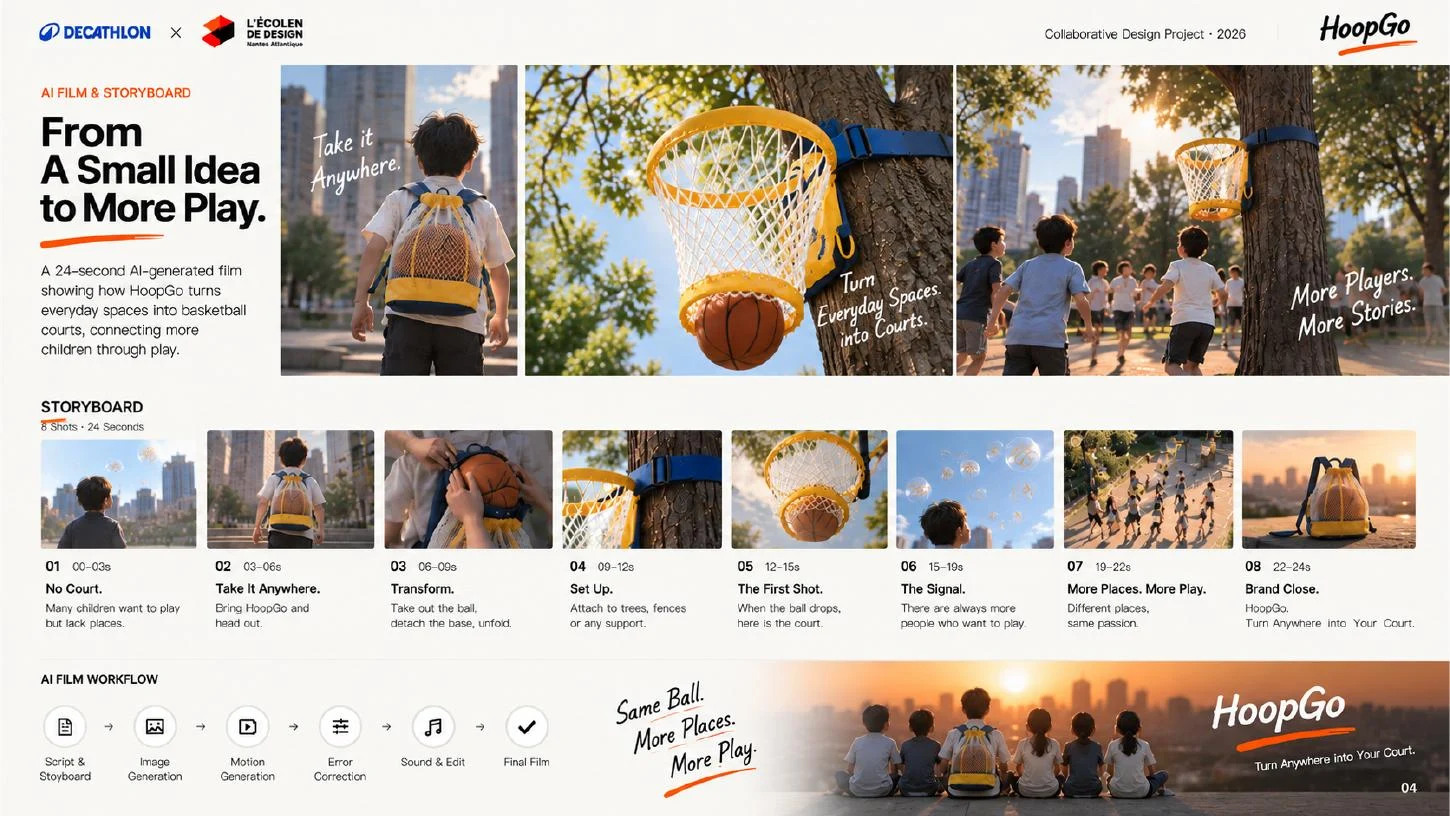 DECATHLON
×
L'ÉCOLEN
DE DESIGN
Nantes Atlantique
Collaborative Design Project • 2026
HoopGo
AI FILM & STORYBOARD
From
A Small Idea
to More Play.
A 24-second AI-generated film
showing how HoopGo turns
everyday spaces into basketball
courts, connecting more
children through play.
Take it
Anywhere.
Turn
Everyday Spaces.
into Courts.
More Players.
More Stories.
STORYBOARD
8 Shots • 24 Seconds
01 00–03s
No Court.
Many children want to play
but lack places.
02 03–06s
Take It Anywhere.
Bring HoopGo and
head out.
03 06–09s
Transform.
Take out the ball,
detach the base, unfold.
04 09–12s
Set Up.
Attach to trees, fences
or any support.
05 12–15s
The First Shot.
When the ball drops,
here is the court.
06 15–19s
The Signal.
There are always more
people who want to play.
07 19–22s
More Places. More Play.
Different places,
same passion.
08 22–24s
Brand Close.
HoopGo.
Turn Anywhere into Your Court.
AI FILM WORKFLOW
Script &
Stoyboard
Image
Generation
Motion
Generation
Error
Correction
Sound & Edit
Final Film
Same Ball.
More Places.
More Play.
HoopGo
Turn Anywhere into Your Court.
04